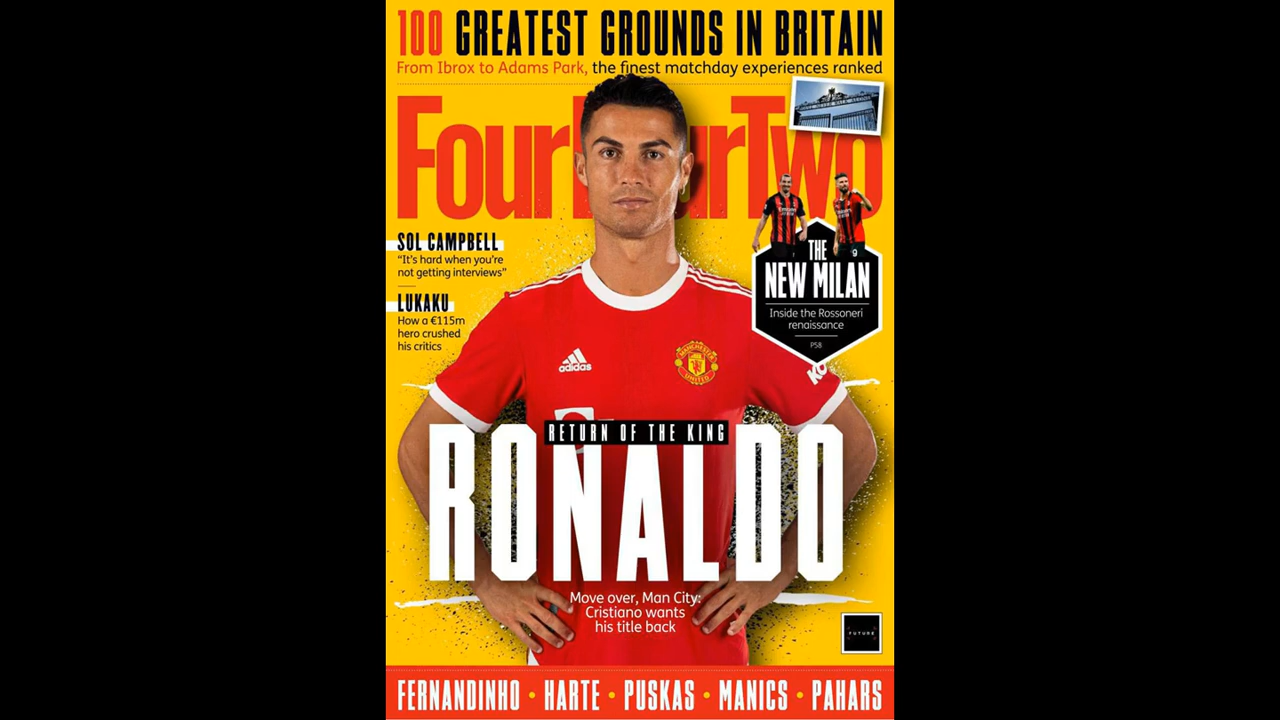 100 GREATEST GROUNDS IN BRITAIN
From Ibrox to Adams Park, the finest matchday experiences ranked
FourFourTwo
SOL CAMPBELL
“It's hard when you're
not getting interviews”
LUKAKU
How a €115m
hero crushed
his critics
THE
NEW MILAN
Inside the Rossoneri
renaissance
P58
adidas
MANCHESTER
UNITED
RETURN OF THE KING
RONALDO
Move over, Man City:
Cristiano wants
his title back
FUTURE
FERNANDINHO • HARTE • PUSKAS • MANICS • PAHARS